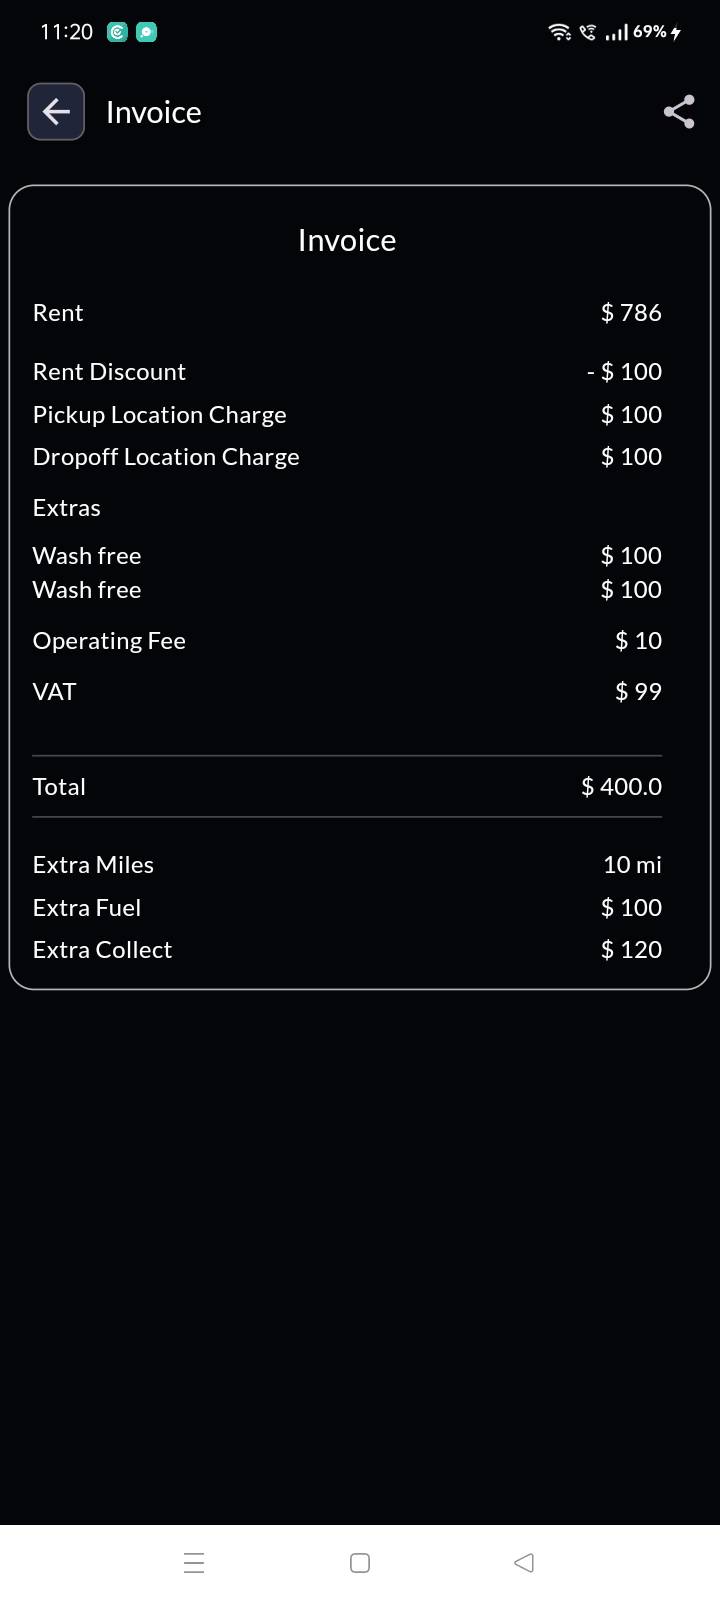 11:20 69%
Invoice
Invoice
Rent $ 786
Rent Discount - $ 100
Pickup Location Charge $ 100
Dropoff Location Charge $ 100
Extras
Wash free $ 100
Wash free $ 100
Operating Fee $ 10
VAT $ 99
Total $ 400.0
Extra Miles 10 mi
Extra Fuel $ 100
Extra Collect $ 120